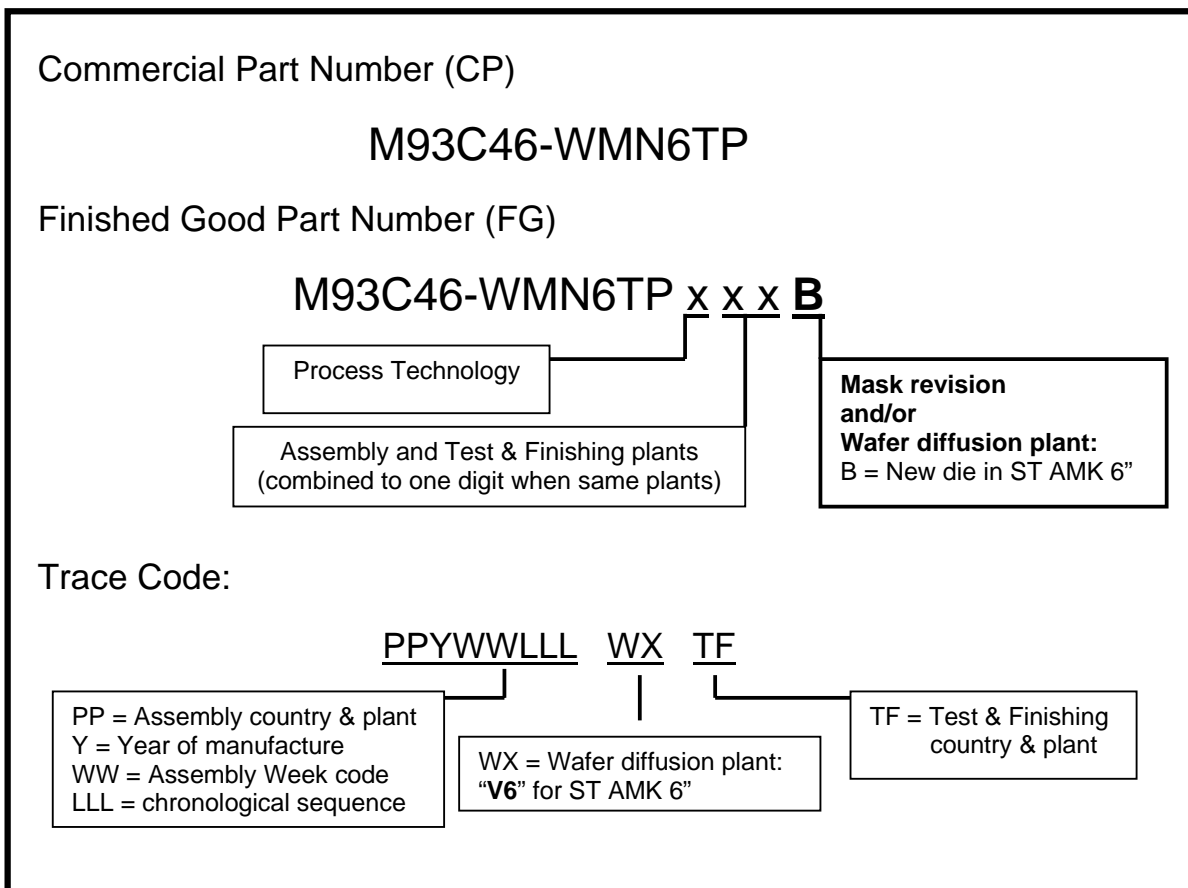 Commercial Part Number (CP)
M93C46-WMN6TP
Finished Good Part Number (FG)
M93C46-WMN6TP x x x B
Process Technology
Assembly and Test & Finishing plants
(combined to one digit when same plants)
Mask revision
and/or
Wafer diffusion plant:
B = New die in ST AMK 6”
Trace Code:
PPYWWLLL WX TF
PP = Assembly country & plant
Y = Year of manufacture
WW = Assembly Week code
LLL = chronological sequence
WX = Wafer diffusion plant:
“V6” for ST AMK 6”
TF = Test & Finishing
country & plant